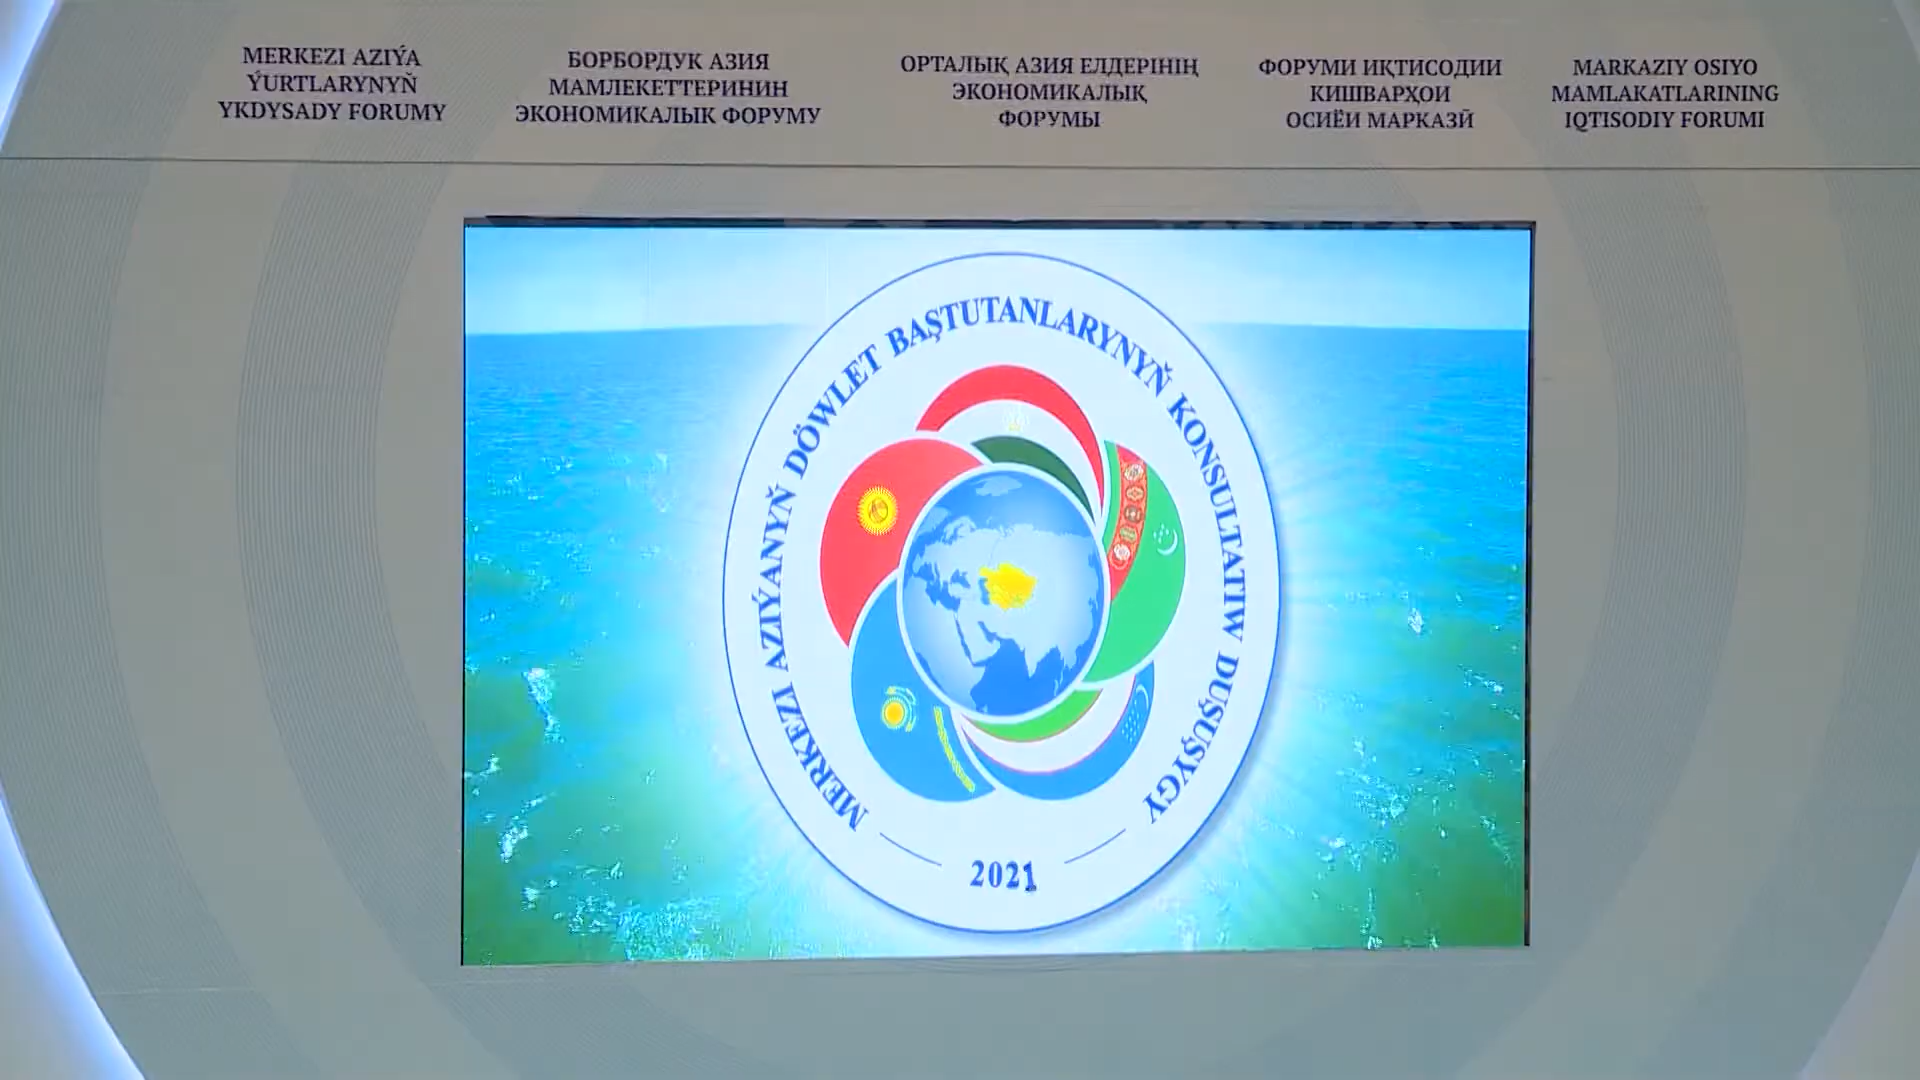 MERKEZI AZIÝA
ÝURTLARYNYŇ
YKDYSADY FORUMY
БОРБОРДУК АЗИЯ
МАМЛЕКЕТТЕРИНИН
ЭКОНОМИКАЛЫК ФОРУМУ
ОРТАЛЫҚ АЗИЯ ЕЛДЕРІНІҢ
ЭКОНОМИКАЛЫҚ
ФОРУМЫ
ФОРУМИ ИҚТИСОДИИ
КИШВАРҲОИ
ОСИЁИ МАРКАЗӢ
MARKAZIY OSIYO
MAMLAKATLARINING
IQTISODIY FORUMI
MERKEZI AZIÝANYŇ DÖWLET BAŞTUTANLARYNYŇ KONSULTATIW DUŞUŞYGY
2021